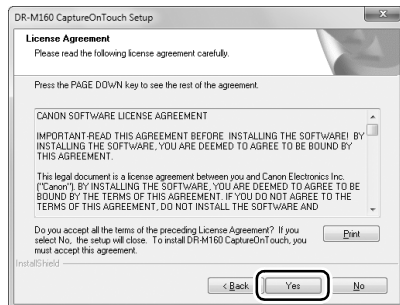 DR-M160 CaptureOnTouch Setup
License Agreement
Please read the following license agreement carefully.
Press the PAGE DOWN key to see the rest of the agreement.
CANON SOFTWARE LICENSE AGREEMENT
IMPORTANT-READ THIS AGREEMENT BEFORE INSTALLING THE SOFTWARE! BY
INSTALLING THE SOFTWARE, YOU ARE DEEMED TO AGREE TO BE BOUND BY
THIS AGREEMENT.
This legal document is a license agreement between you and Canon Electronics Inc.
("Canon"). BY INSTALLING THE SOFTWARE, YOU ARE DEEMED TO AGREE TO BE
BOUND BY THE TERMS OF THIS AGREEMENT. IF YOU DO NOT AGREE TO THE
TERMS OF THIS AGREEMENT, DO NOT INSTALL THE SOFTWARE AND
Do you accept all the terms of the preceding License Agreement? If you
select No, the setup will close. To install DR-M160 CaptureOnTouch, you
must accept this agreement.
Print
InstallShield
< Back
Yes
No